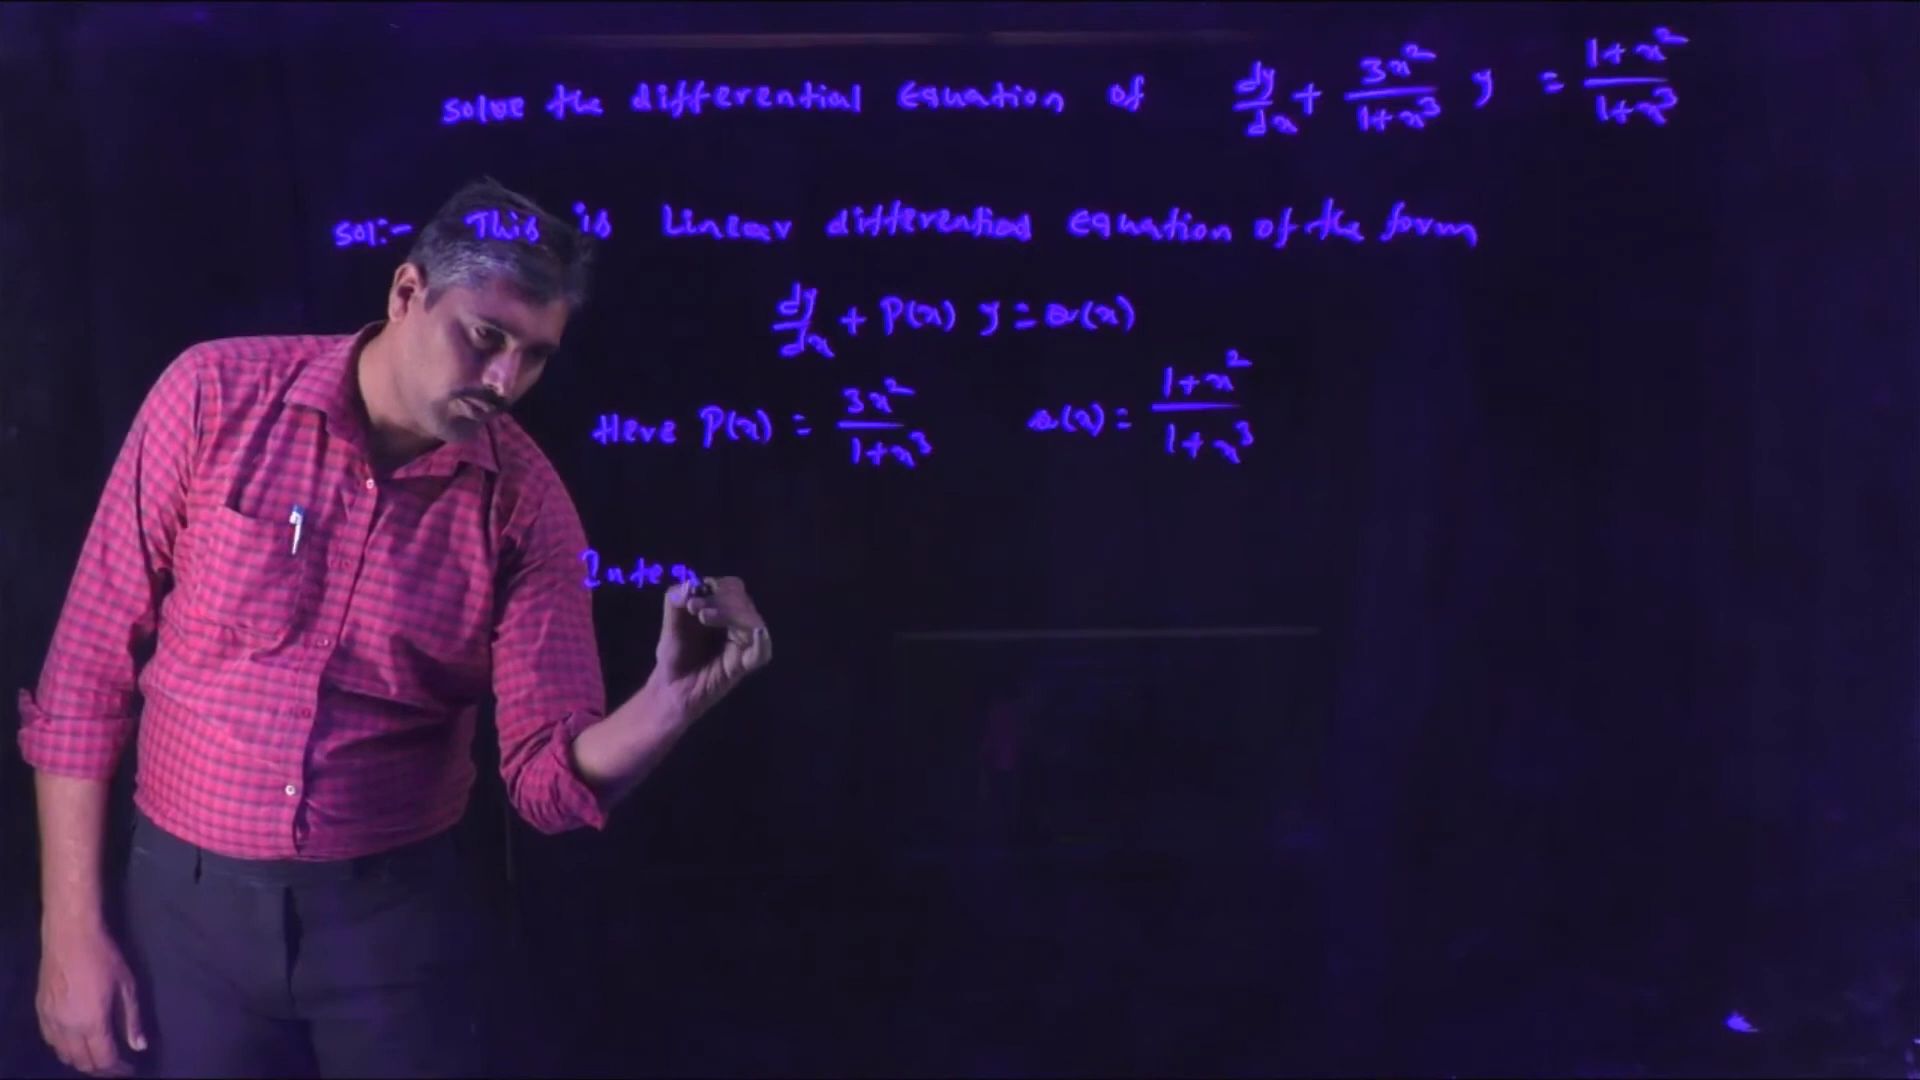 solve the differential Equation of dy/dx + 3x²/1+x³ y = 1+x²/1+x³
sol:- This is Linear differential equation of the form
dy/dx + P(x) y = Q(x)
Here P(x) = 3x²/1+x³ Q(x) = 1+x²/1+x³
Integ